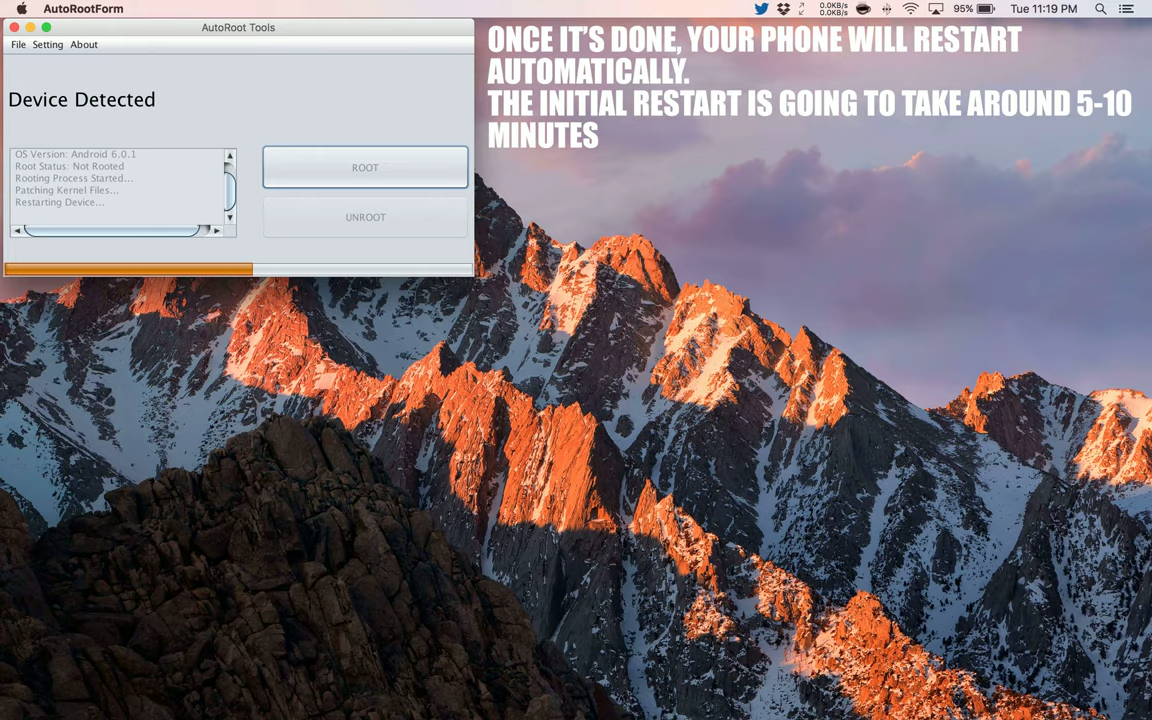 AutoRootForm
0.0KB/s
0.0KB/s
95%
Tue 11:19 PM
AutoRoot Tools
File Setting About
Device Detected
OS Version: Android 6.0.1
Root Status: Not Rooted
Rooting Process Started...
Patching Kernel Files...
Restarting Device...
ROOT
UNROOT
ONCE IT'S DONE, YOUR PHONE WILL RESTART
AUTOMATICALLY.
THE INITIAL RESTART IS GOING TO TAKE AROUND 5-10
MINUTES